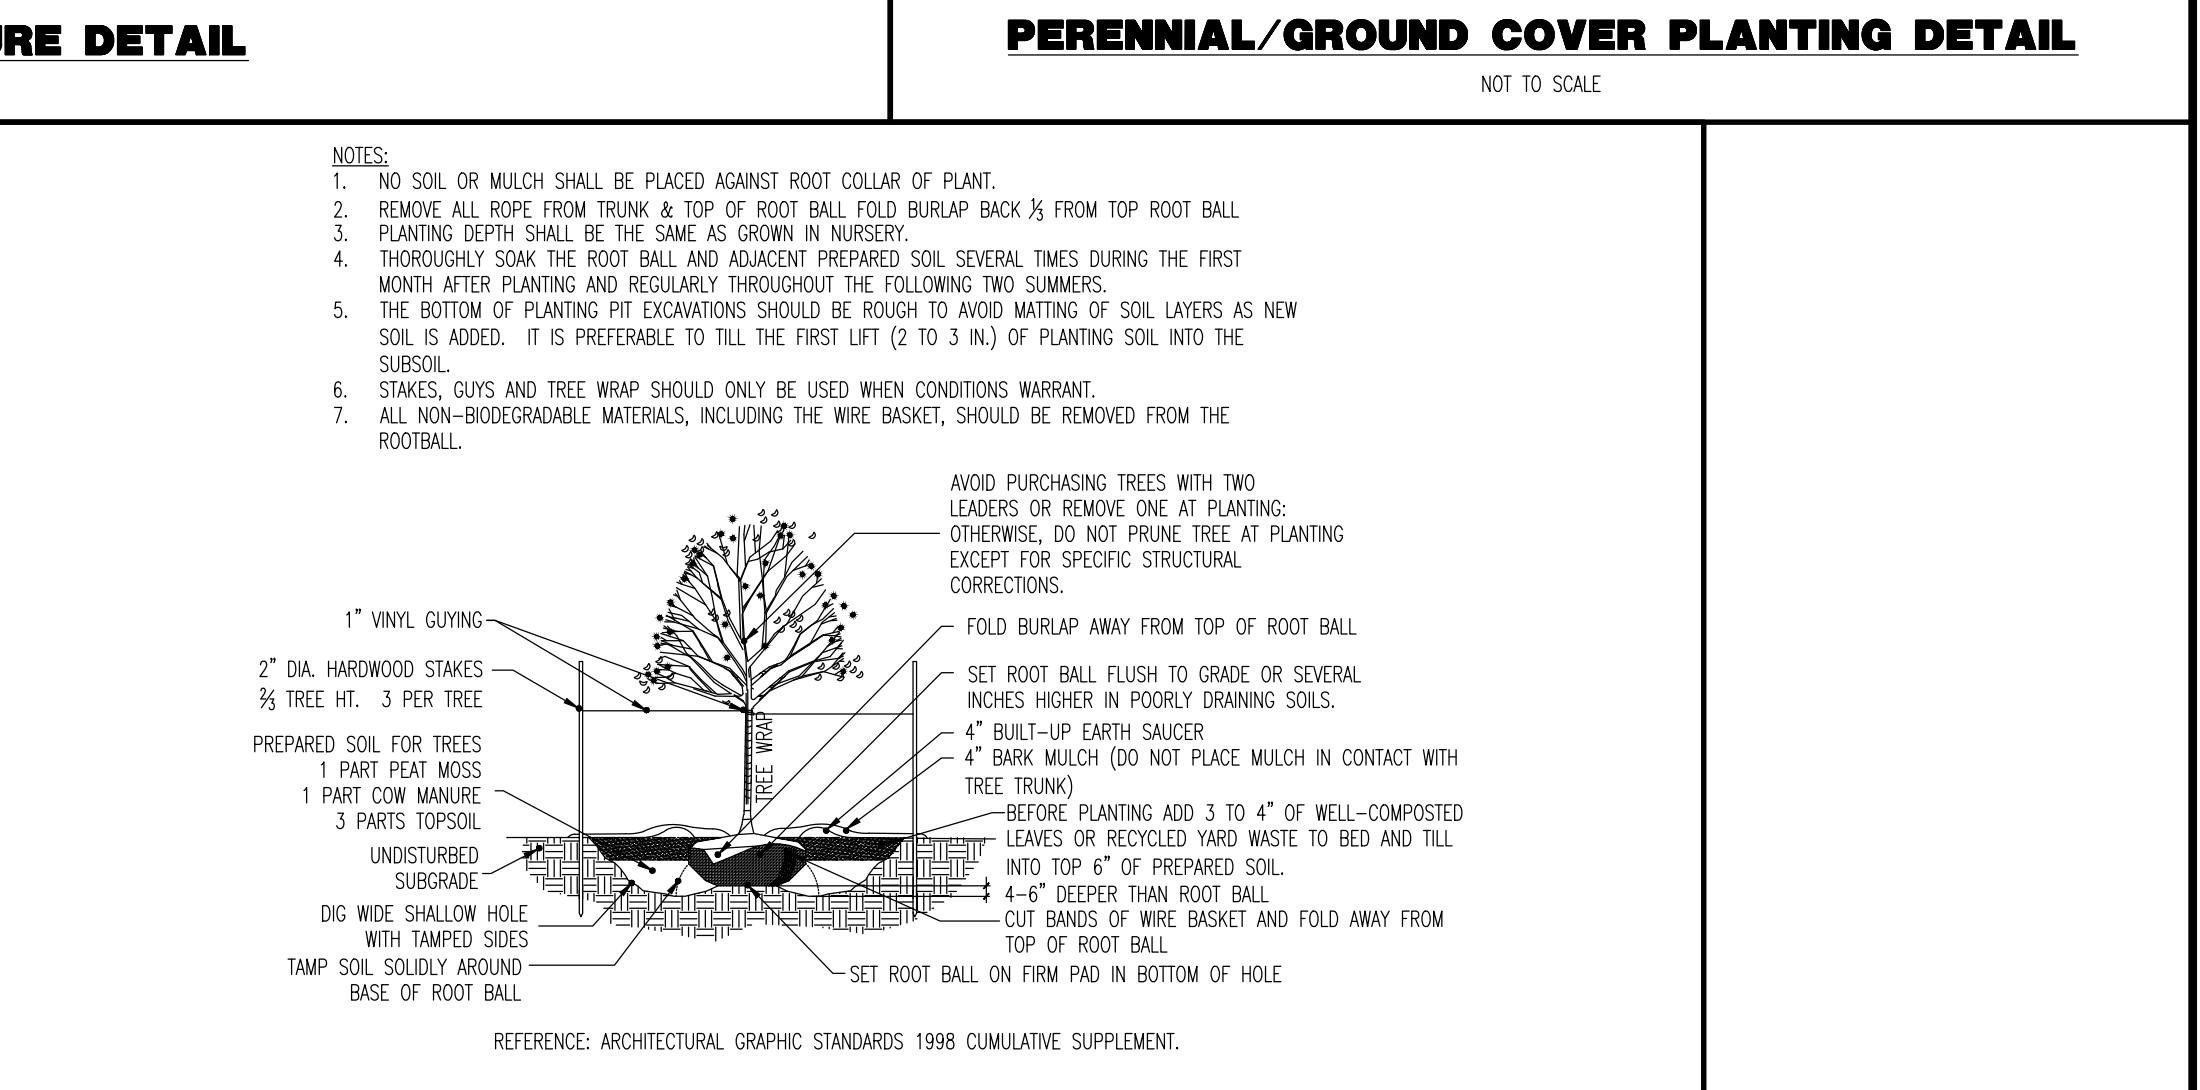 RE DETAIL
PERENNIAL/GROUND COVER PLANTING DETAIL
NOT TO SCALE
NOTES:
1. NO SOIL OR MULCH SHALL BE PLACED AGAINST ROOT COLLAR OF PLANT.
2. REMOVE ALL ROPE FROM TRUNK & TOP OF ROOT BALL FOLD BURLAP BACK ⅓ FROM TOP ROOT BALL
3. PLANTING DEPTH SHALL BE THE SAME AS GROWN IN NURSERY.
4. THOROUGHLY SOAK THE ROOT BALL AND ADJACENT PREPARED SOIL SEVERAL TIMES DURING THE FIRST
MONTH AFTER PLANTING AND REGULARLY THROUGHOUT THE FOLLOWING TWO SUMMERS.
5. THE BOTTOM OF PLANTING PIT EXCAVATIONS SHOULD BE ROUGH TO AVOID MATTING OF SOIL LAYERS AS NEW
SOIL IS ADDED. IT IS PREFERABLE TO TILL THE FIRST LIFT (2 TO 3 IN.) OF PLANTING SOIL INTO THE
SUBSOIL.
6. STAKES, GUYS AND TREE WRAP SHOULD ONLY BE USED WHEN CONDITIONS WARRANT.
7. ALL NON-BIODEGRADABLE MATERIALS, INCLUDING THE WIRE BASKET, SHOULD BE REMOVED FROM THE
ROOTBALL.
AVOID PURCHASING TREES WITH TWO
LEADERS OR REMOVE ONE AT PLANTING:
OTHERWISE, DO NOT PRUNE TREE AT PLANTING
EXCEPT FOR SPECIFIC STRUCTURAL
CORRECTIONS.
1" VINYL GUYING
2" DIA. HARDWOOD STAKES
⅔ TREE HT. 3 PER TREE
PREPARED SOIL FOR TREES
1 PART PEAT MOSS
1 PART COW MANURE
3 PARTS TOPSOIL
UNDISTURBED
SUBGRADE
DIG WIDE SHALLOW HOLE
WITH TAMPED SIDES
TAMP SOIL SOLIDLY AROUND
BASE OF ROOT BALL
TREE WRAP
FOLD BURLAP AWAY FROM TOP OF ROOT BALL
SET ROOT BALL FLUSH TO GRADE OR SEVERAL
INCHES HIGHER IN POORLY DRAINING SOILS.
4" BUILT-UP EARTH SAUCER
4" BARK MULCH (DO NOT PLACE MULCH IN CONTACT WITH
TREE TRUNK)
BEFORE PLANTING ADD 3 TO 4" OF WELL-COMPOSTED
LEAVES OR RECYCLED YARD WASTE TO BED AND TILL
INTO TOP 6" OF PREPARED SOIL.
4-6" DEEPER THAN ROOT BALL
CUT BANDS OF WIRE BASKET AND FOLD AWAY FROM
TOP OF ROOT BALL
SET ROOT BALL ON FIRM PAD IN BOTTOM OF HOLE
REFERENCE: ARCHITECTURAL GRAPHIC STANDARDS 1998 CUMULATIVE SUPPLEMENT.